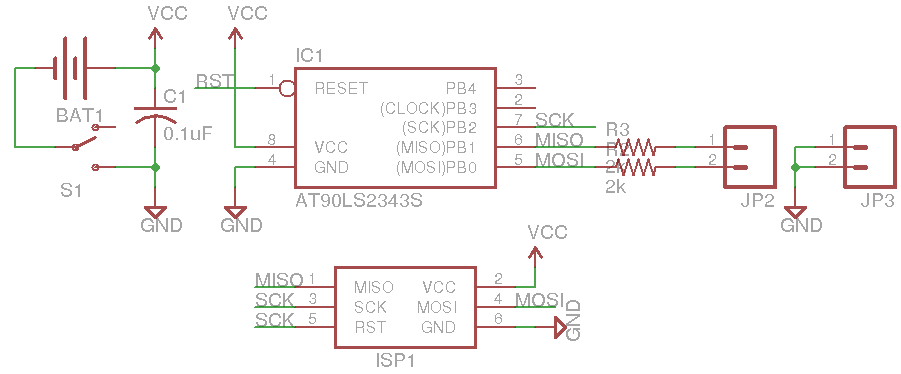 VCC
VCC
IC1
RST
1
RESET
PB4
3
(CLOCK)PB3
2
(SCK)PB2
7
SCK
(MISO)PB1
6
MISO
(MOSI)PB0
5
MOSI
8
VCC
4
GND
AT90LS2343S
BAT1
C1
0.1uF
S1
GND
GND
R3
R2
2k
2k
1
2
JP2
1
2
JP3
GND
VCC
MISO
1
MISO
VCC
2
SCK
3
SCK
MOSI
4
MOSI
SCK
5
RST
GND
6
GND
ISP1